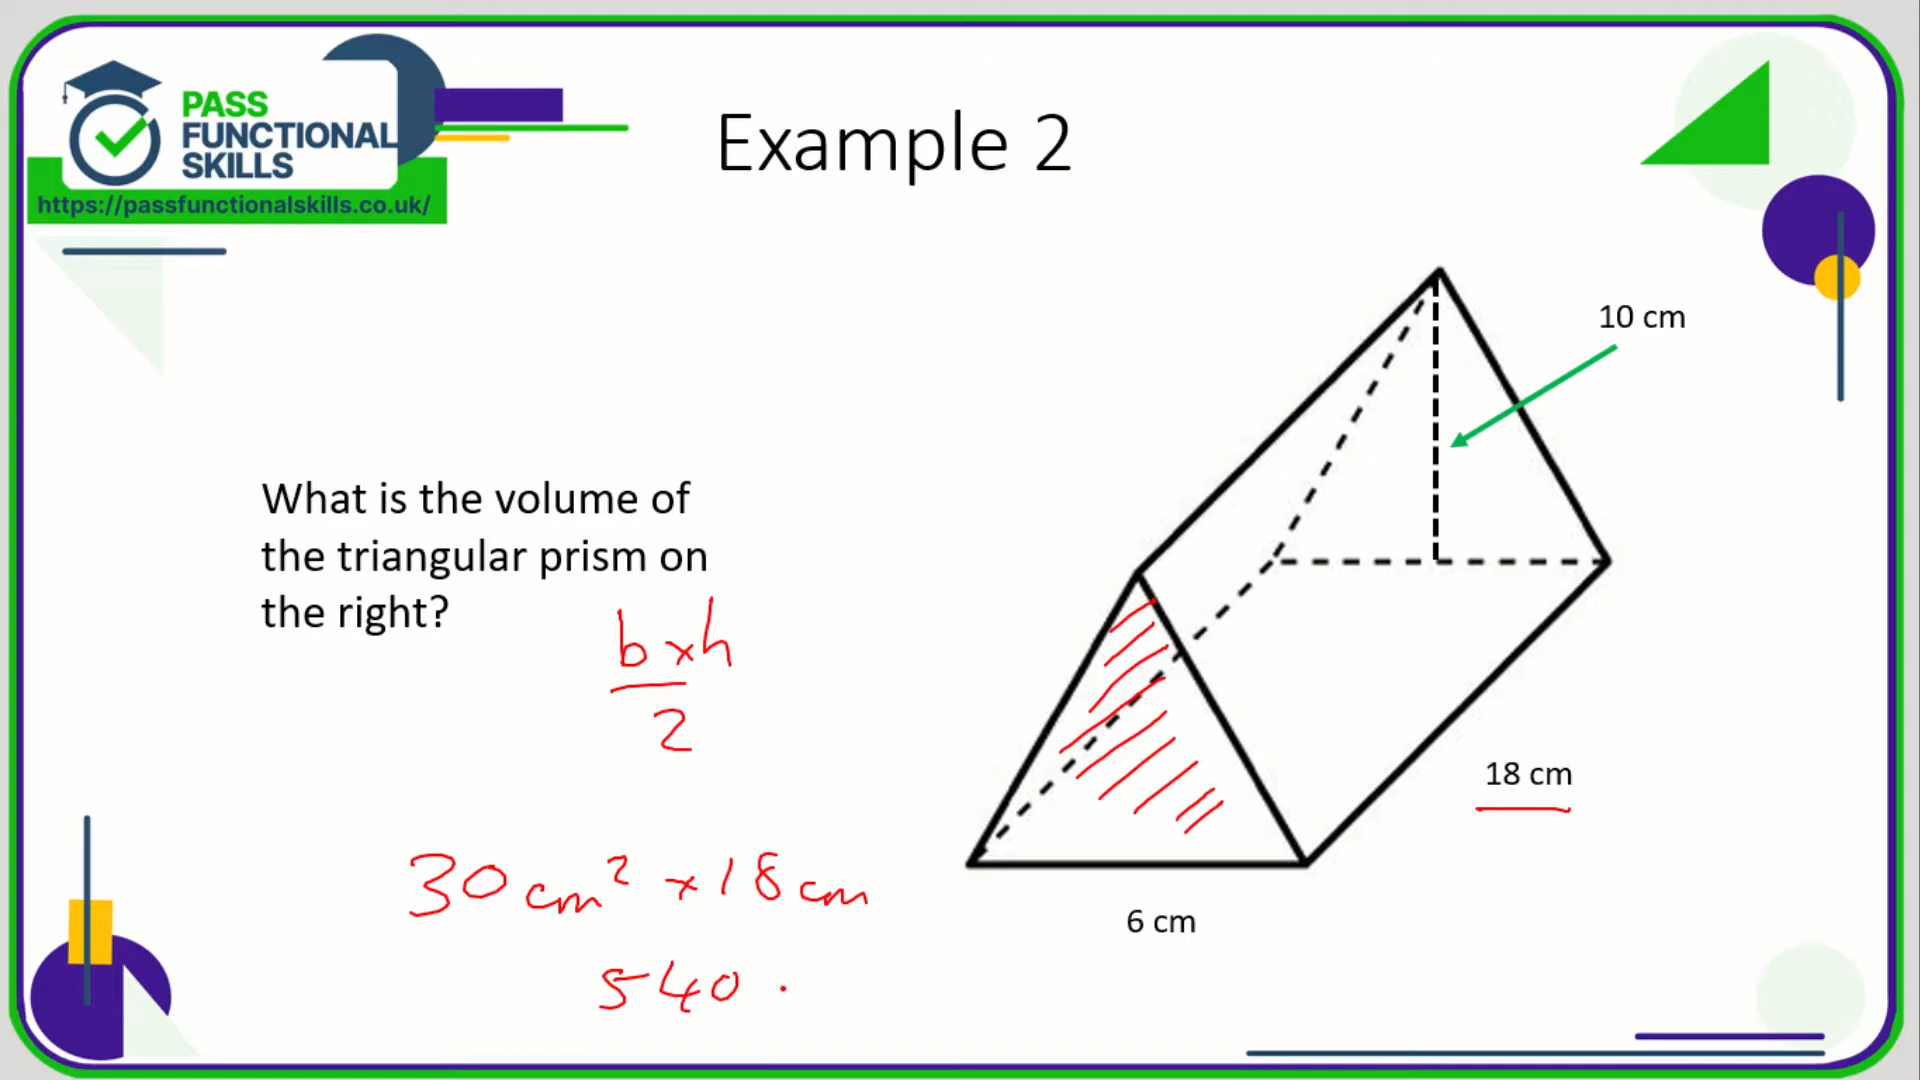 PASS
FUNCTIONAL
SKILLS
https://passfunctionalskills.co.uk/
Example 2
10 cm
What is the volume of
the triangular prism on
the right?
b×h
2
18 cm
30 cm² × 18 cm
6 cm
540 .